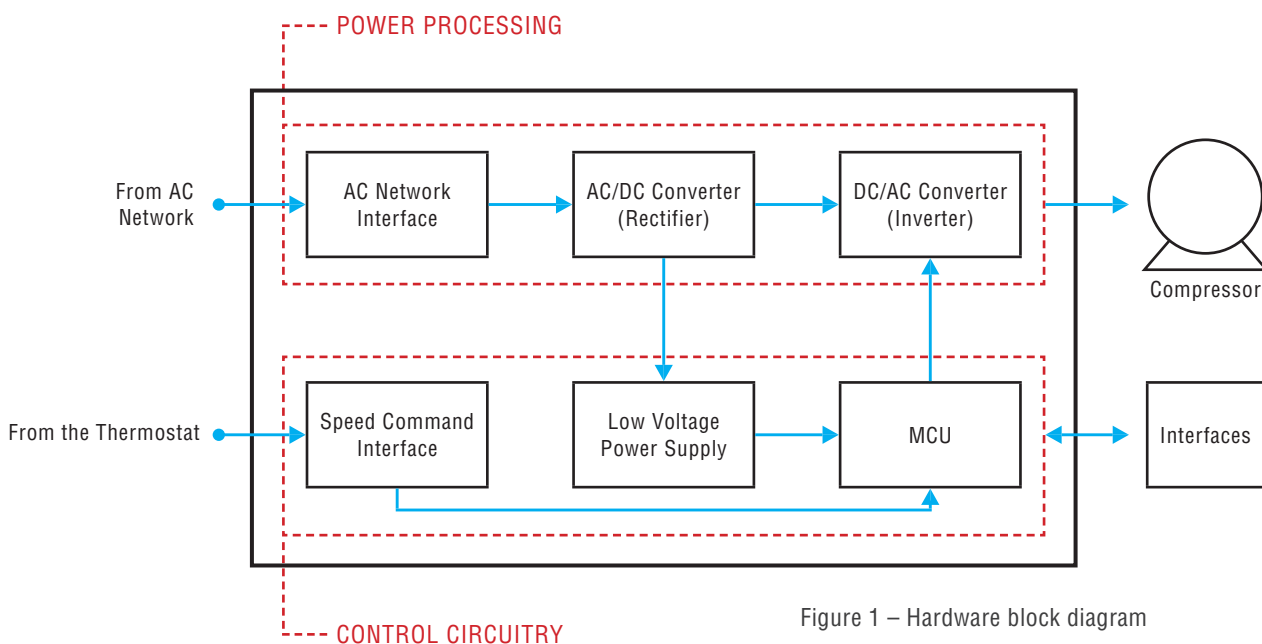 POWER PROCESSING
From AC
Network
AC Network
Interface
AC/DC Converter
(Rectifier)
DC/AC Converter
(Inverter)
Compressor
From the Thermostat
Speed Command
Interface
Low Voltage
Power Supply
MCU
Interfaces
CONTROL CIRCUITRY
Figure 1 – Hardware block diagram